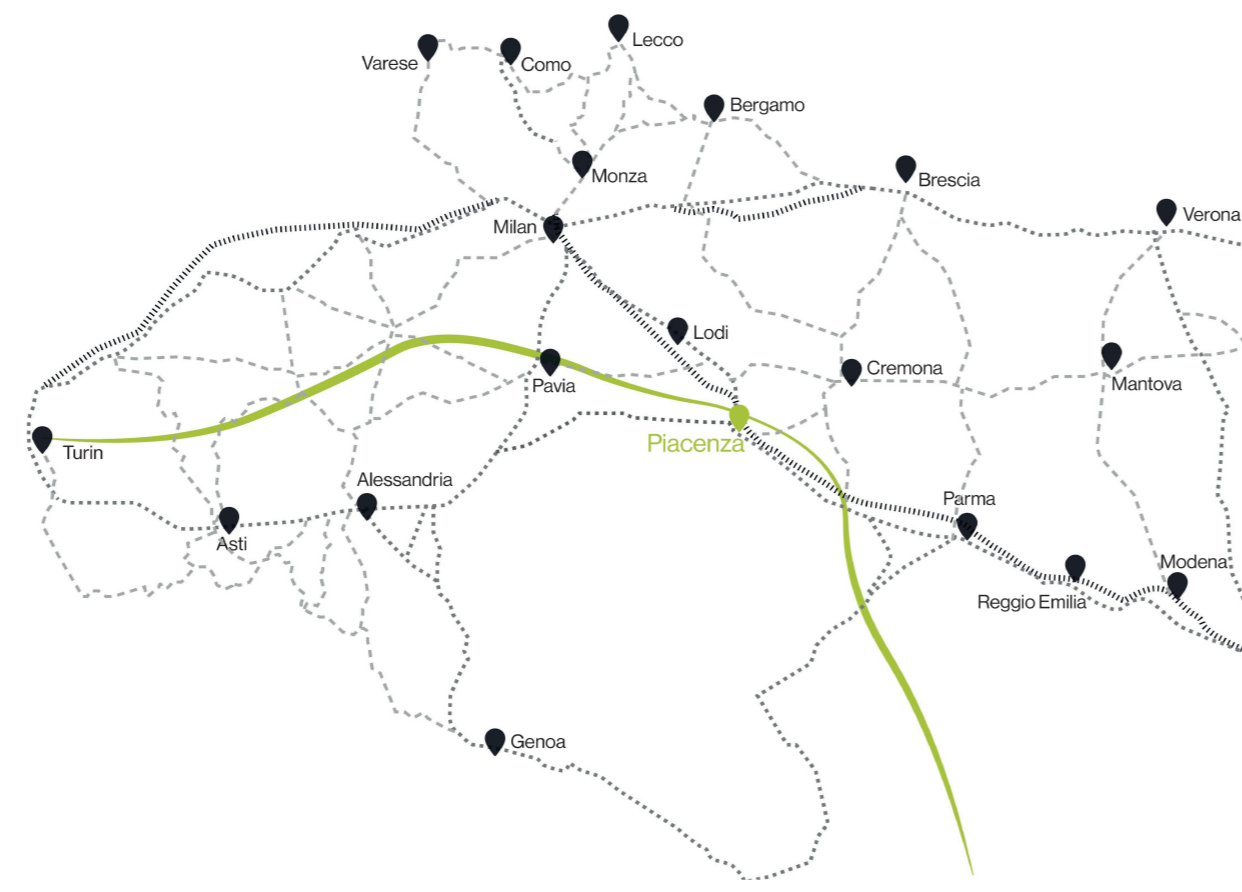 Lecco
Varese
Como
Bergamo
Monza
Brescia
Verona
Milan
Lodi
Pavia
Cremona
Mantova
Turin
Piacenza
Alessandria
Parma
Asti
Modena
Reggio Emilia
Genoa